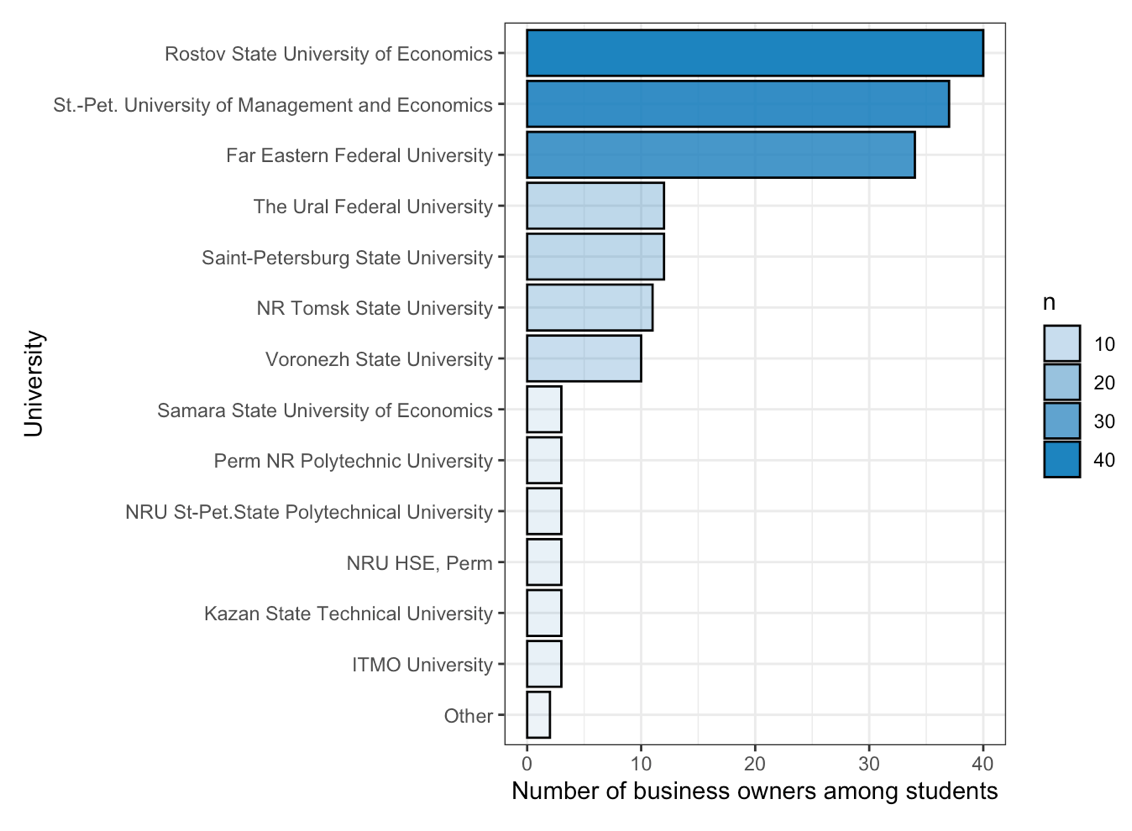 Rostov State University of Economics
St.-Pet. University of Management and Economics
Far Eastern Federal University
The Ural Federal University
Saint-Petersburg State University
NR Tomsk State University
Voronezh State University
Samara State University of Economics
Perm NR Polytechnic University
NRU St-Pet.State Polytechnical University
NRU HSE, Perm
Kazan State Technical University
ITMO University
Other
University
0 10 20 30 40
Number of business owners among students
n
10
20
30
40